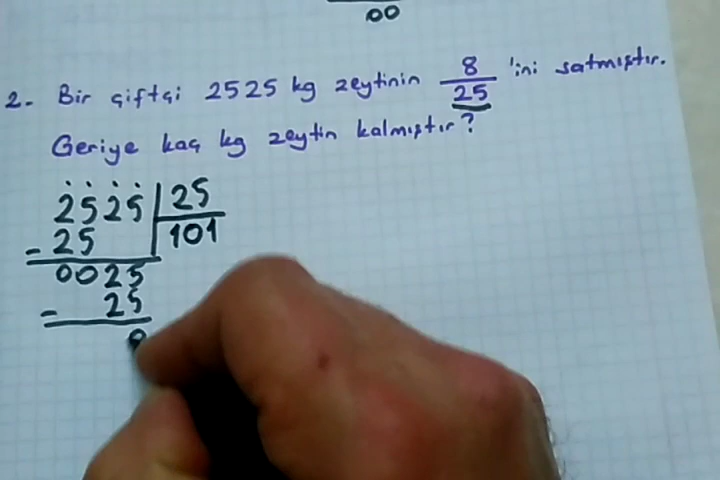 00
2- Bir çiftçi 2525 kg zeytinin 8/25 'ini satmıştır.
Geriye kaç kg zeytin kalmıştır?
2525 | 25
- 25 | 101
0025
- 25
0